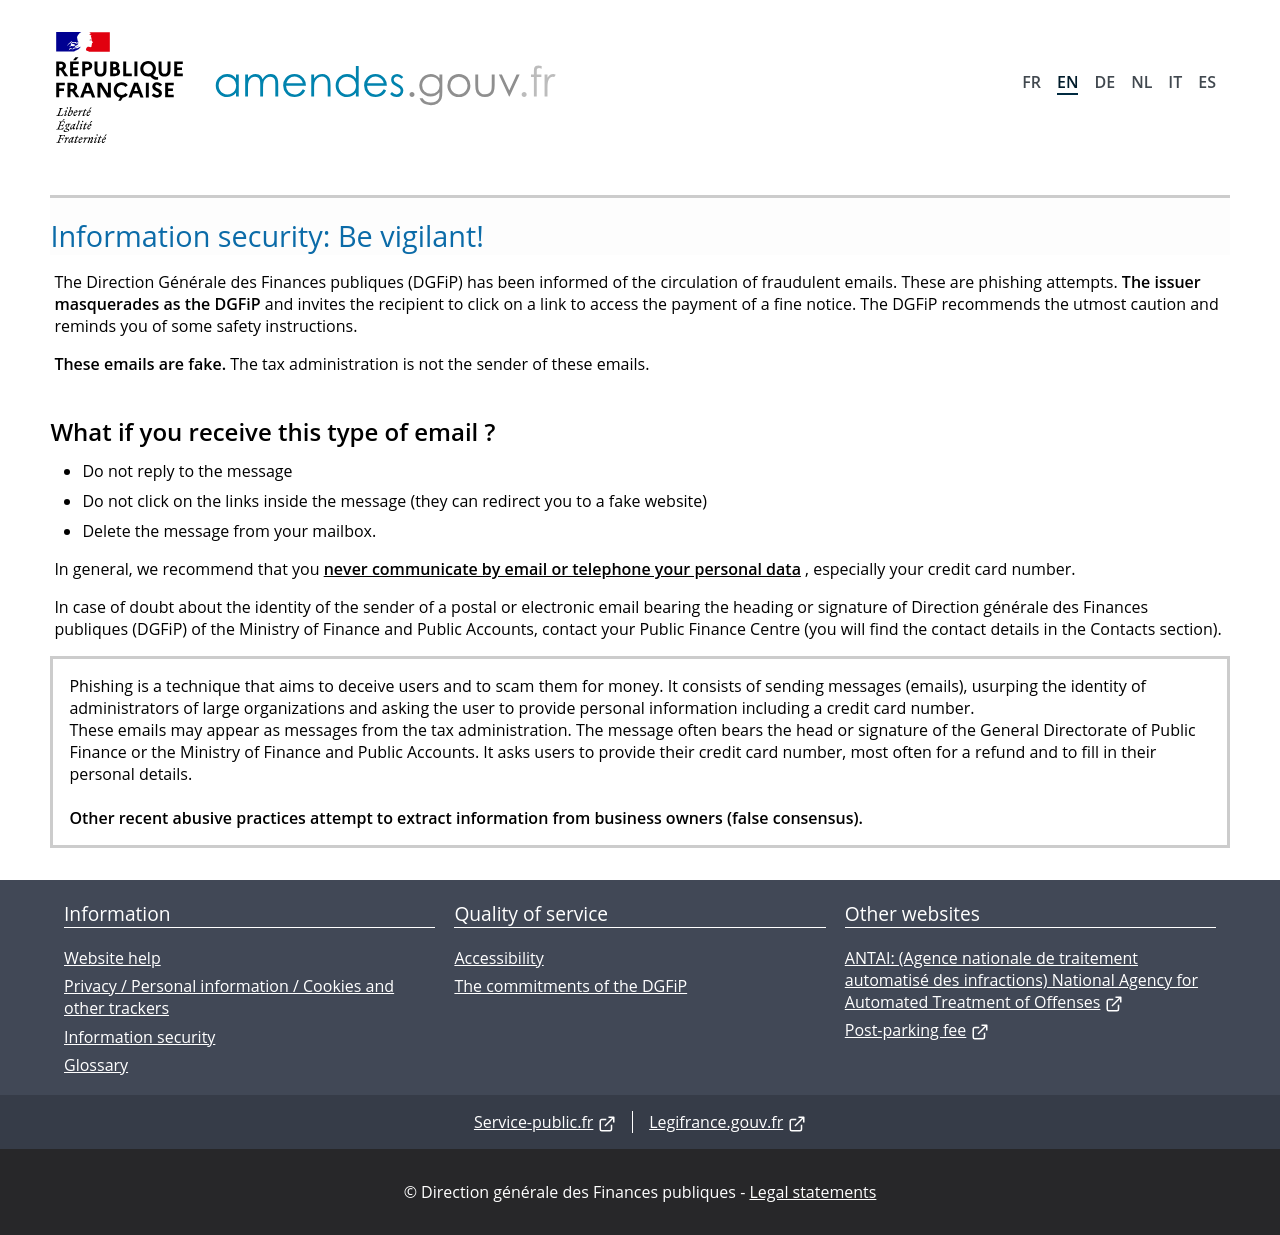 RÉPUBLIQUE
FRANÇAISE
Liberté
Égalité
Fraternité
amendes.gouv.fr
FR EN DE NL IT ES
Information security: Be vigilant!
The Direction Générale des Finances publiques (DGFiP) has been informed of the circulation of fraudulent emails. These are phishing attempts. The issuer
masquerades as the DGFiP and invites the recipient to click on a link to access the payment of a fine notice. The DGFiP recommends the utmost caution and
reminds you of some safety instructions.
These emails are fake. The tax administration is not the sender of these emails.
What if you receive this type of email ?
Do not reply to the message
Do not click on the links inside the message (they can redirect you to a fake website)
Delete the message from your mailbox.
In general, we recommend that you never communicate by email or telephone your personal data , especially your credit card number.
In case of doubt about the identity of the sender of a postal or electronic email bearing the heading or signature of Direction générale des Finances
publiques (DGFiP) of the Ministry of Finance and Public Accounts, contact your Public Finance Centre (you will find the contact details in the Contacts section).
Phishing is a technique that aims to deceive users and to scam them for money. It consists of sending messages (emails), usurping the identity of
administrators of large organizations and asking the user to provide personal information including a credit card number.
These emails may appear as messages from the tax administration. The message often bears the head or signature of the General Directorate of Public
Finance or the Ministry of Finance and Public Accounts. It asks users to provide their credit card number, most often for a refund and to fill in their
personal details.
Other recent abusive practices attempt to extract information from business owners (false consensus).
Information
Website help
Privacy / Personal information / Cookies and
other trackers
Information security
Glossary
Quality of service
Accessibility
The commitments of the DGFiP
Other websites
ANTAI: (Agence nationale de traitement
automatisé des infractions) National Agency for
Automated Treatment of Offenses
Post-parking fee
Service-public.fr
Legifrance.gouv.fr
© Direction générale des Finances publiques - Legal statements